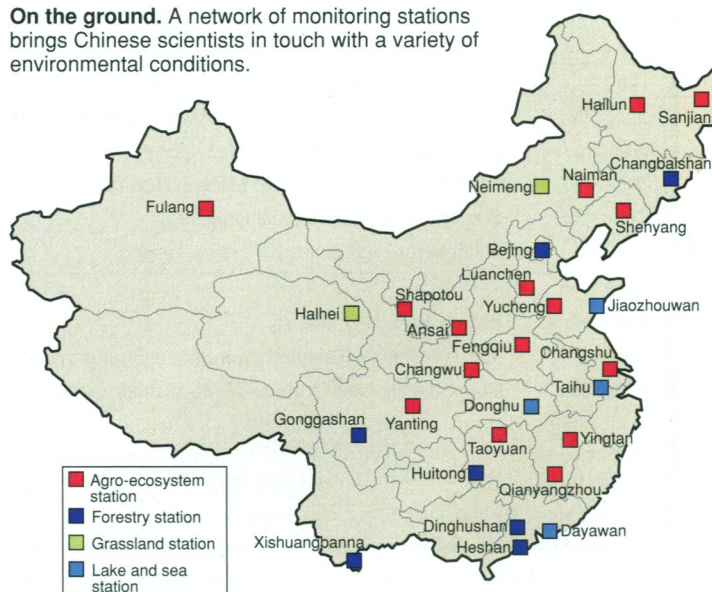 On the ground. A network of monitoring stations
brings Chinese scientists in touch with a variety of
environmental conditions.
Hailun
Sanjian
Changbaishan
Neimeng
Naiman
Fulang
Shenyang
Bejing
Luanchen
Shapotou
Halhei
Yucheng
Jiaozhouwan
Ansai
Fengqiu
Changshu
Changwu
Taihu
Donghu
Gonggashan
Yanting
Taoyuan
Yingtan
Huitong
Qianyangzhou
Agro-ecosystem
station
Forestry station
Grassland station
Lake and sea
station
Dinghushan
Dayawan
Xishuangbanna
Heshan